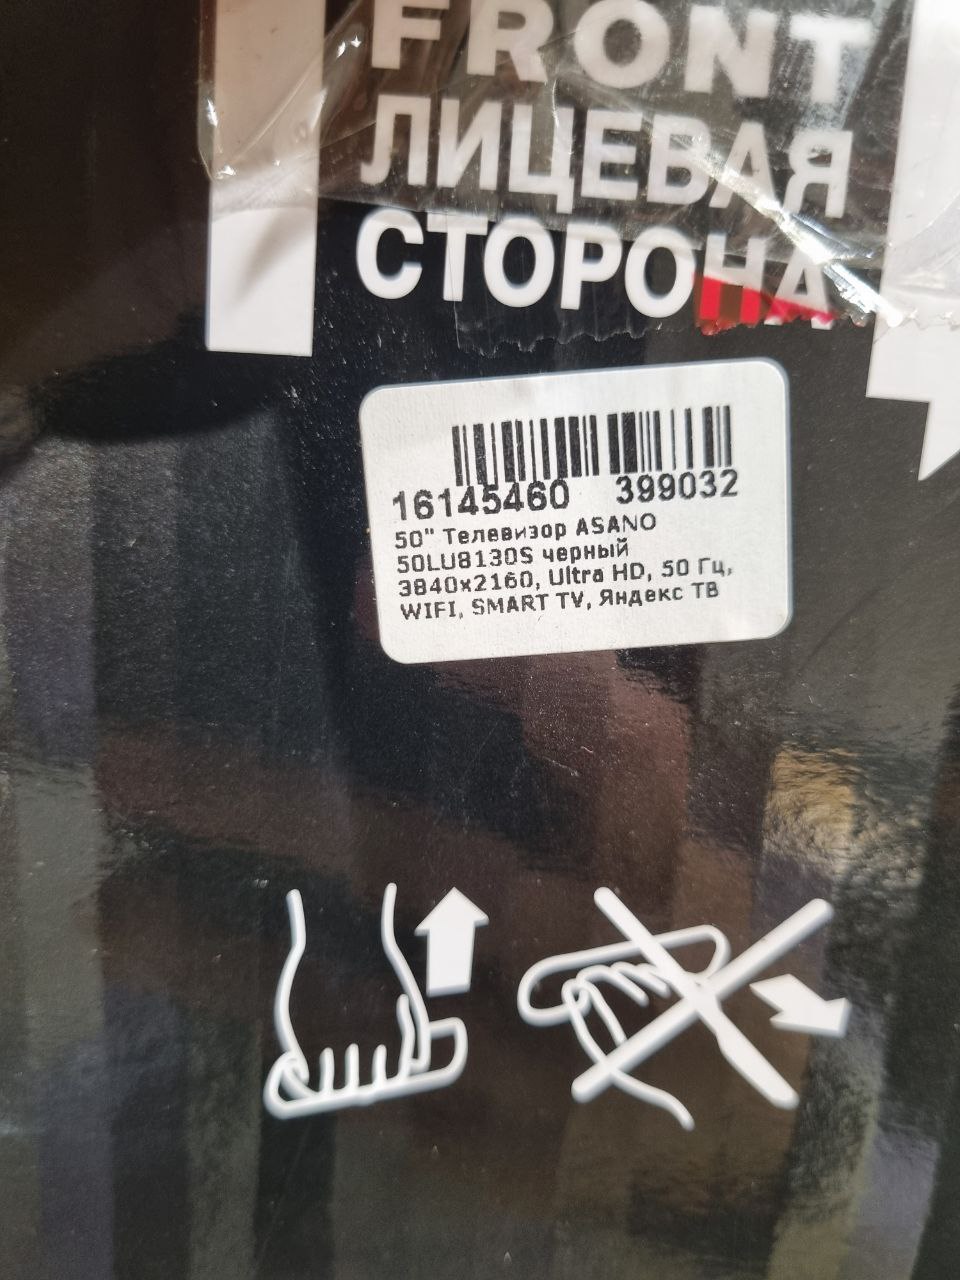 FRONT
ЛИЦЕВАЯ
СТОРОНА
16145460 399032
50" Телевизор ASANO
50LU8130S черный
3840x2160, Ultra HD, 50 Гц,
WIFI, SMART TV, Яндекс ТВ